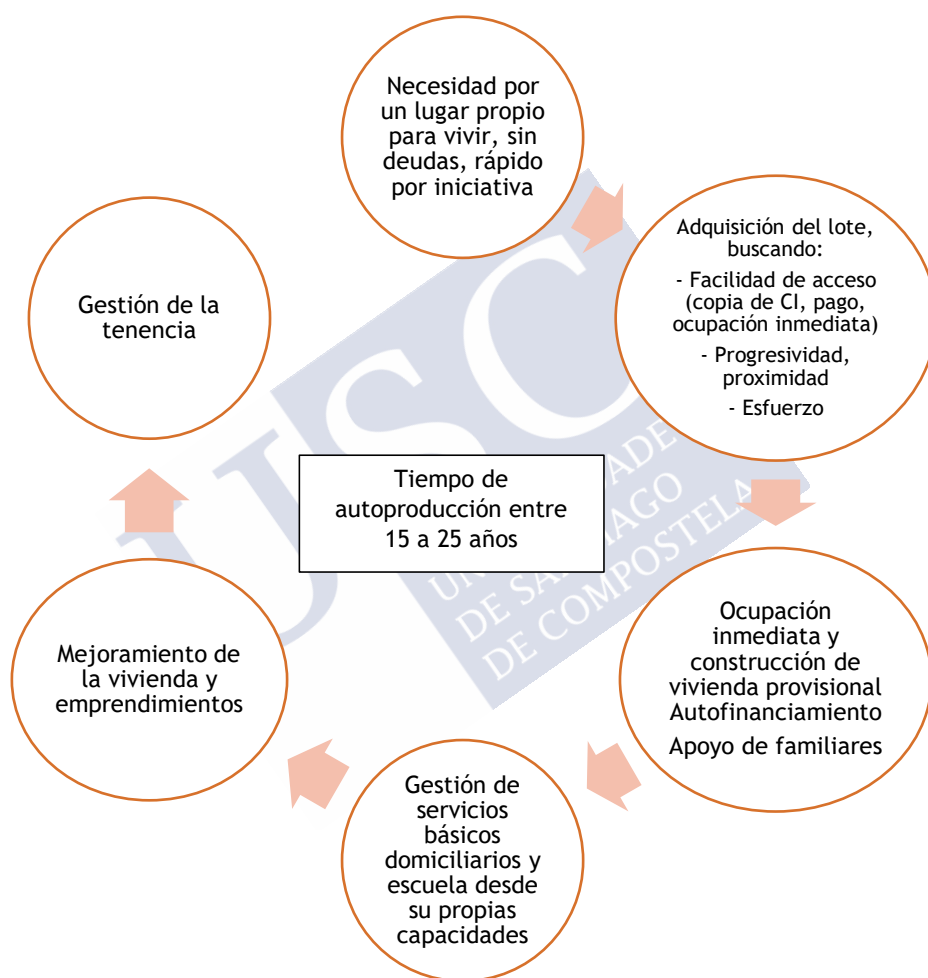 Necesidad por
un lugar propio
para vivir, sin
deudas, rápido
por iniciativa
Adquisición del lote,
buscando:
- Facilidad de acceso
(copia de CI, pago,
ocupación inmediata)
- Progresividad,
proximidad
- Esfuerzo
Ocupación
inmediata y
construcción de
vivienda provisional
Autofinanciamiento
Apoyo de familiares
Gestión de
servicios
básicos
domiciliarios y
escuela desde
su propias
capacidades
Mejoramiento de
la vivienda y
emprendimientos
Gestión de la
tenencia
Tiempo de
autoproducción entre
15 a 25 años
USC
DE COMPOSTELA